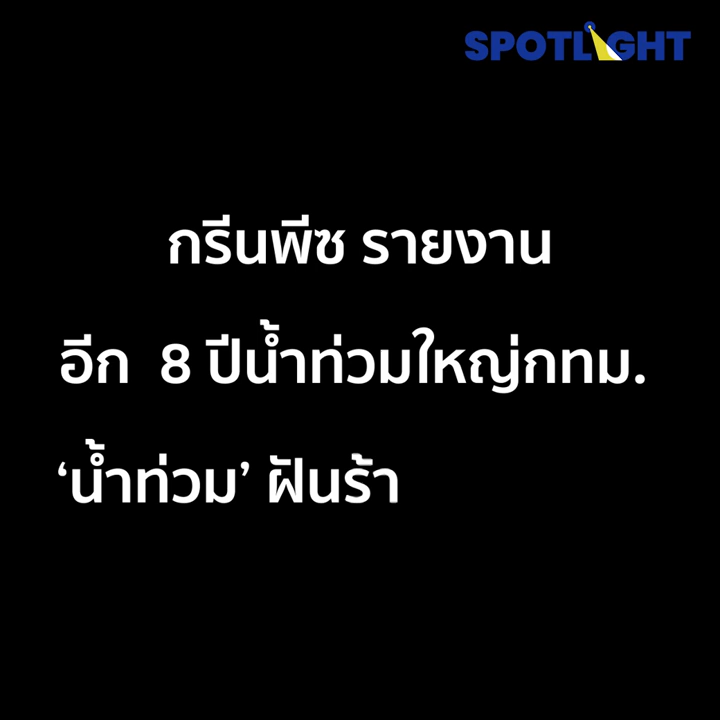 SPOTLIGHT
กรีนพีซ รายงาน
อีก 8 ปีน้ำท่วมใหญ่กทม.
‘น้ำท่วม’ ฝันร้า